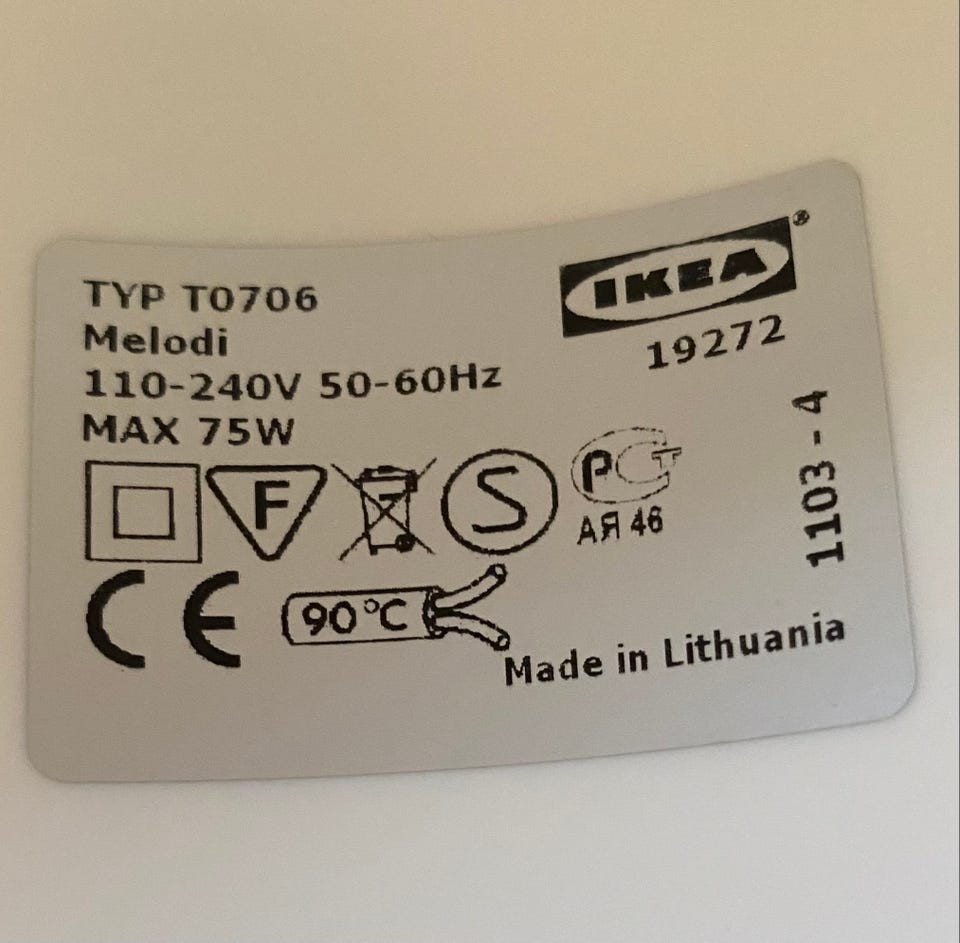 TYP T0706
Melodi
110-240V 50-60Hz
MAX 75W
IKEA®
19272
F
S
РСТ
АЯ 46
1103 - 4
CE
90°C
Made in Lithuania